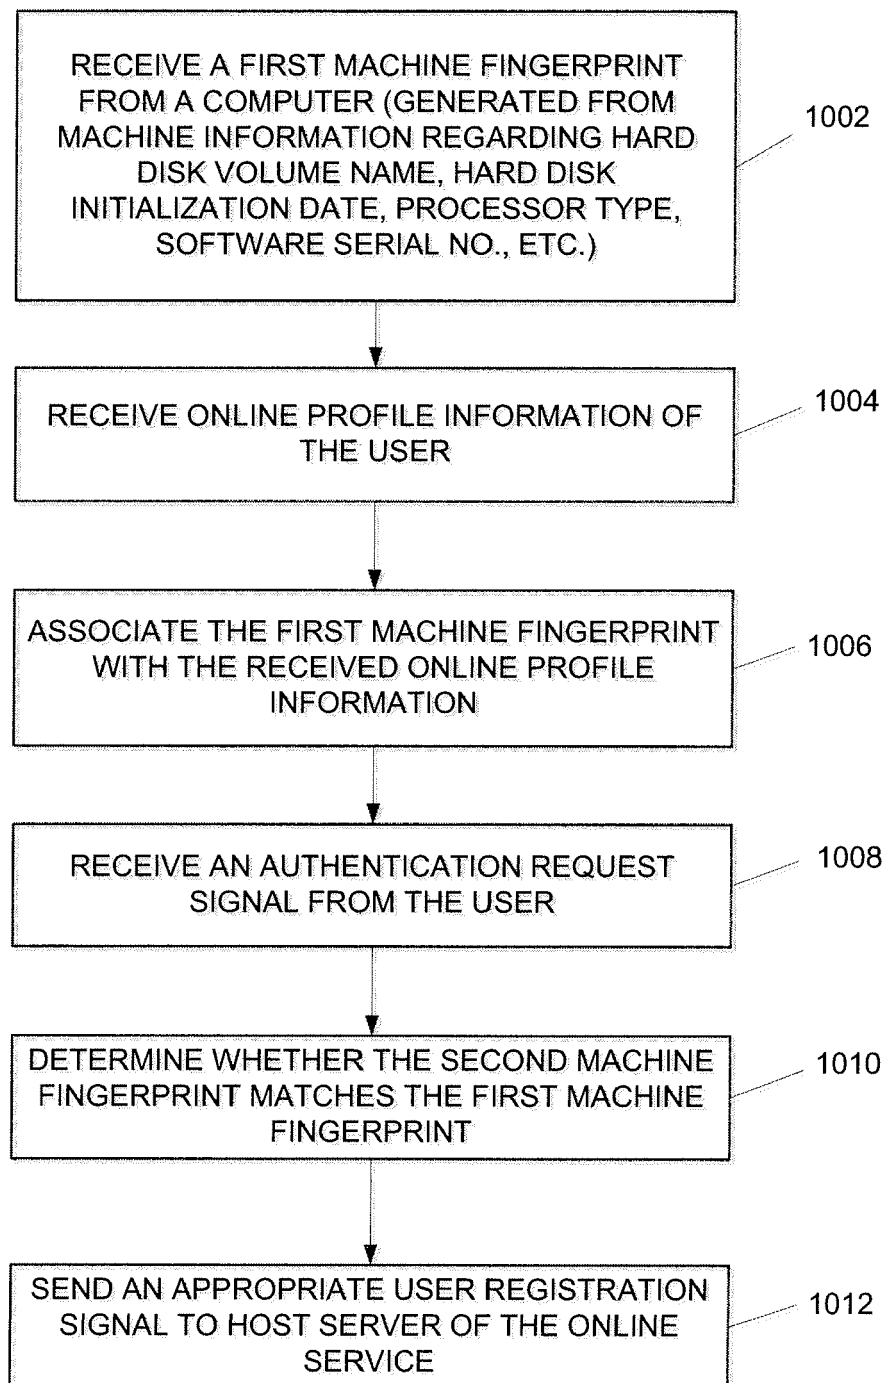 RECEIVE A FIRST MACHINE FINGERPRINT
FROM A COMPUTER (GENERATED FROM
MACHINE INFORMATION REGARDING HARD
DISK VOLUME NAME, HARD DISK
INITIALIZATION DATE, PROCESSOR TYPE,
SOFTWARE SERIAL NO., ETC.)
1002
RECEIVE ONLINE PROFILE INFORMATION OF
THE USER
1004
ASSOCIATE THE FIRST MACHINE FINGERPRINT
WITH THE RECEIVED ONLINE PROFILE
INFORMATION
1006
RECEIVE AN AUTHENTICATION REQUEST
SIGNAL FROM THE USER
1008
DETERMINE WHETHER THE SECOND MACHINE
FINGERPRINT MATCHES THE FIRST MACHINE
FINGERPRINT
1010
SEND AN APPROPRIATE USER REGISTRATION
SIGNAL TO HOST SERVER OF THE ONLINE
SERVICE
1012